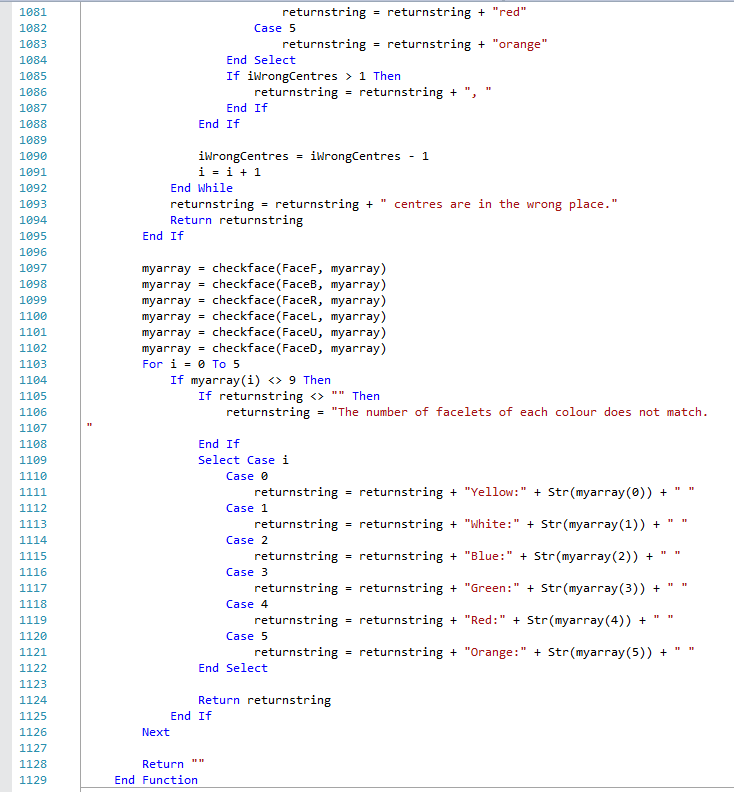 1081 returnstring = returnstring + "red"
1082 Case 5
1083 returnstring = returnstring + "orange"
1084 End Select
1085 If iWrongCentres > 1 Then
1086 returnstring = returnstring + ", "
1087 End If
1088 End If
1089
1090 iWrongCentres = iWrongCentres - 1
1091 i = i + 1
1092 End While
1093 returnstring = returnstring + " centres are in the wrong place."
1094 Return returnstring
1095 End If
1096
1097 myarray = checkface(FaceF, myarray)
1098 myarray = checkface(FaceB, myarray)
1099 myarray = checkface(FaceR, myarray)
1100 myarray = checkface(FaceL, myarray)
1101 myarray = checkface(FaceU, myarray)
1102 myarray = checkface(FaceD, myarray)
1103 For i = 0 To 5
1104 If myarray(i) <> 9 Then
1105 If returnstring <> "" Then
1106 returnstring = "The number of facelets of each colour does not match.
1107 "
1108 End If
1109 Select Case i
1110 Case 0
1111 returnstring = returnstring + "Yellow:" + Str(myarray(0)) + " "
1112 Case 1
1113 returnstring = returnstring + "White:" + Str(myarray(1)) + " "
1114 Case 2
1115 returnstring = returnstring + "Blue:" + Str(myarray(2)) + " "
1116 Case 3
1117 returnstring = returnstring + "Green:" + Str(myarray(3)) + " "
1118 Case 4
1119 returnstring = returnstring + "Red:" + Str(myarray(4)) + " "
1120 Case 5
1121 returnstring = returnstring + "Orange:" + Str(myarray(5)) + " "
1122 End Select
1123
1124 Return returnstring
1125 End If
1126 Next
1127
1128 Return ""
1129 End Function